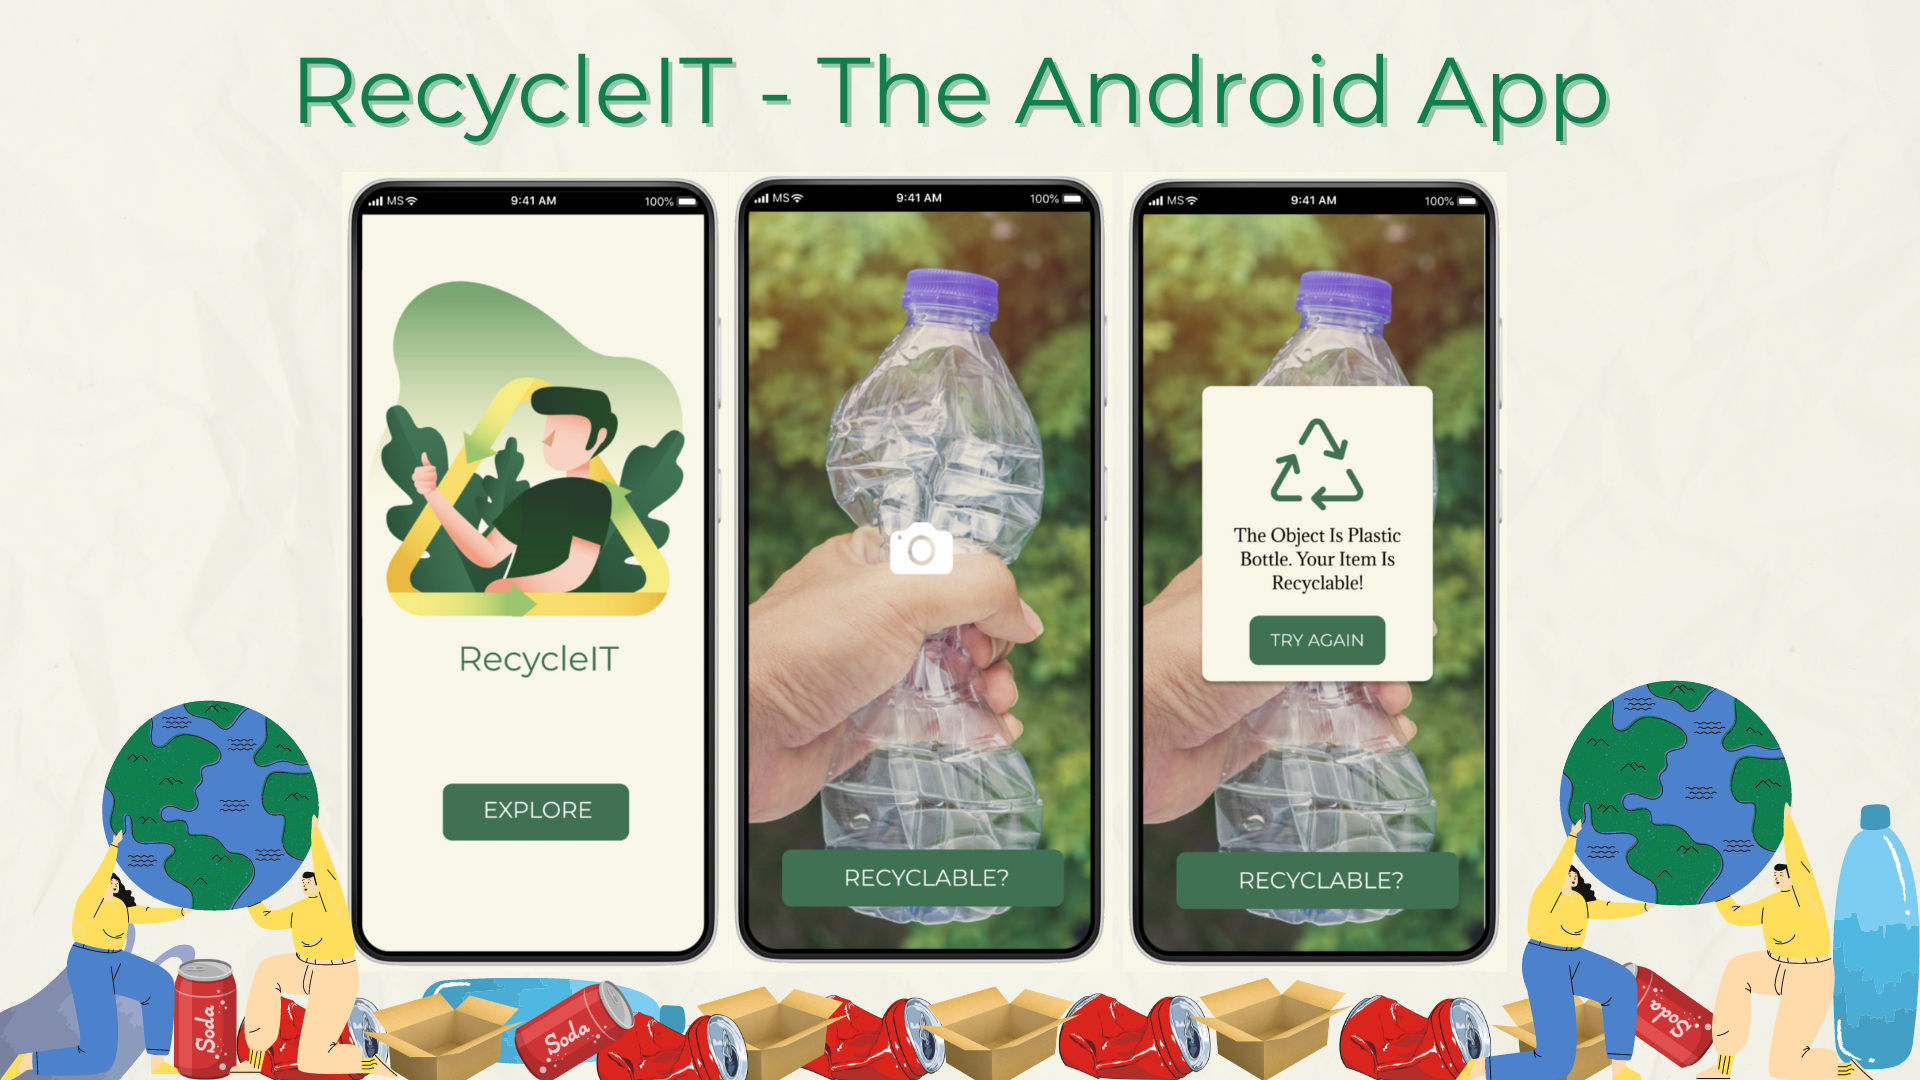 RecycleIT - The Android App
MS 9:41 AM 100%
RecycleIT
EXPLORE
MS 9:41 AM 100%
RECYCLABLE?
MS 9:41 AM 100%
The Object Is Plastic
Bottle. Your Item Is
Recyclable!
TRY AGAIN
RECYCLABLE?
Soda
Soda
Soda